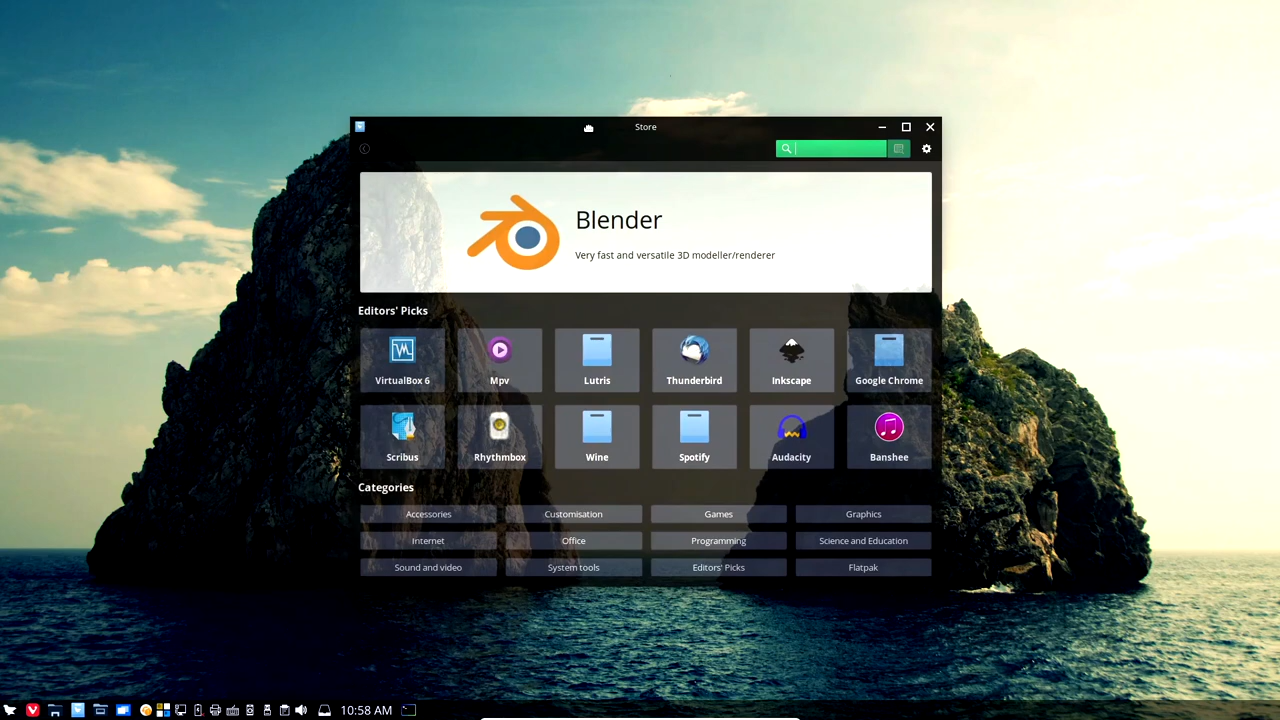 Store
Blender
Very fast and versatile 3D modeller/renderer
Editors' Picks
VirtualBox 6
Mpv
Lutris
Thunderbird
Inkscape
Google Chrome
Scribus
Rhythmbox
Wine
Spotify
Audacity
Banshee
Categories
Accessories
Customisation
Games
Graphics
Internet
Office
Programming
Science and Education
Sound and video
System tools
Editors' Picks
Flatpak
10:58 AM